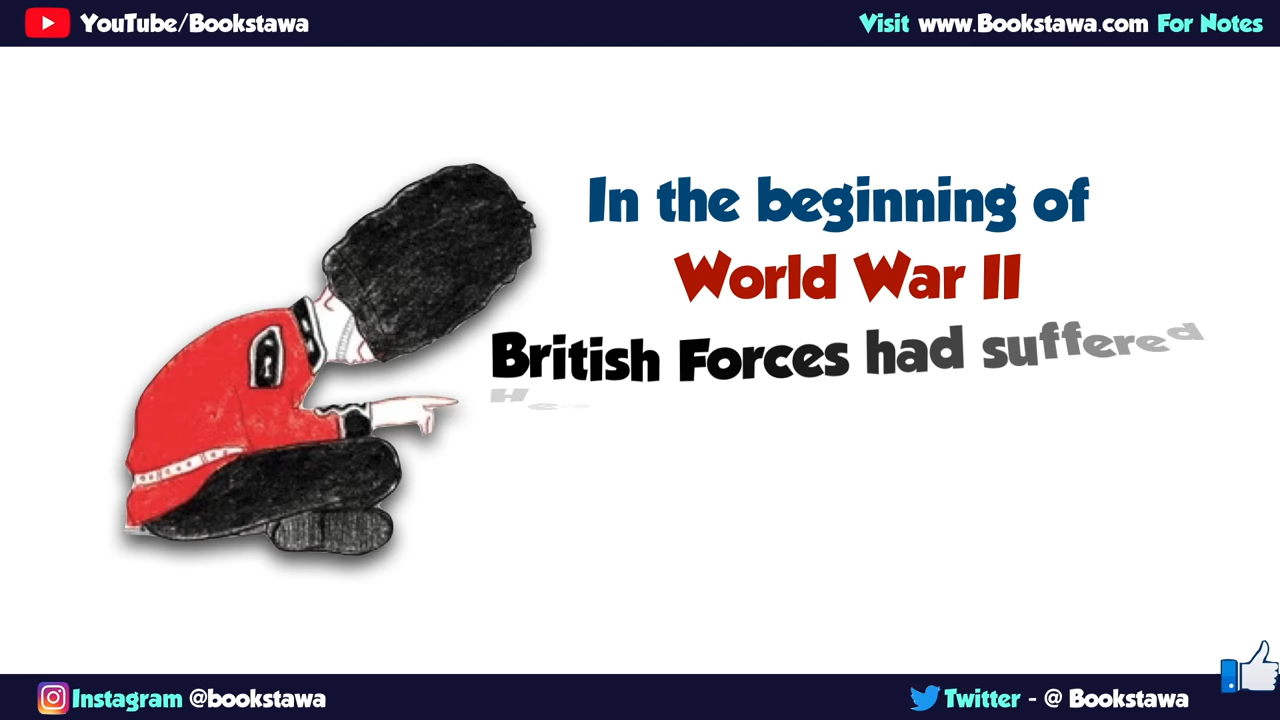 YouTube/Bookstawa
Visit www.Bookstawa.com For Notes
In the beginning of
World War II
British Forces had suffered
Instagram @bookstawa
Twitter - @ Bookstawa